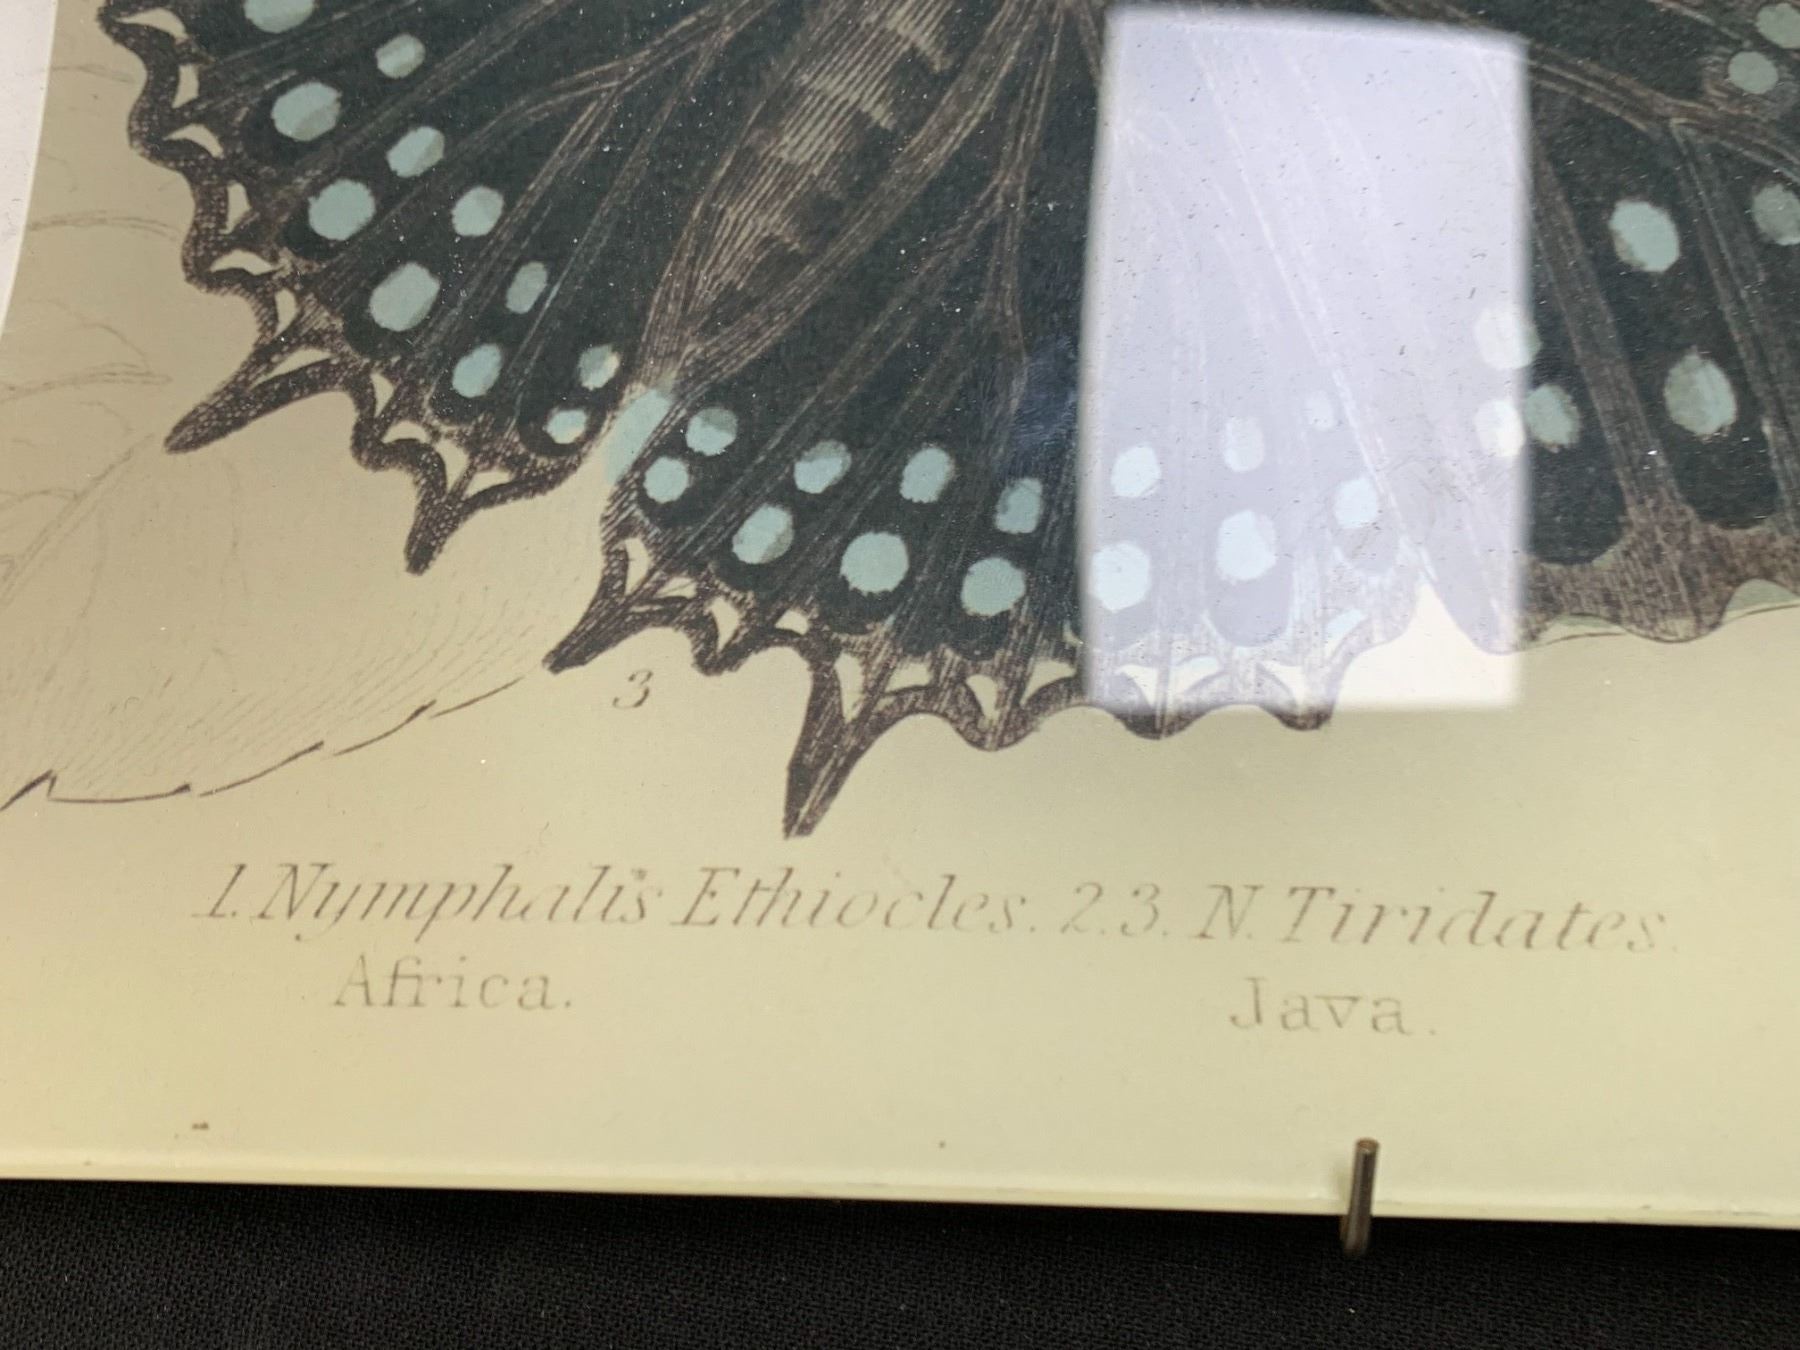 3
1. Nymphalis Ethiocles. 2.3. N. Tiridates.
Africa. Java.